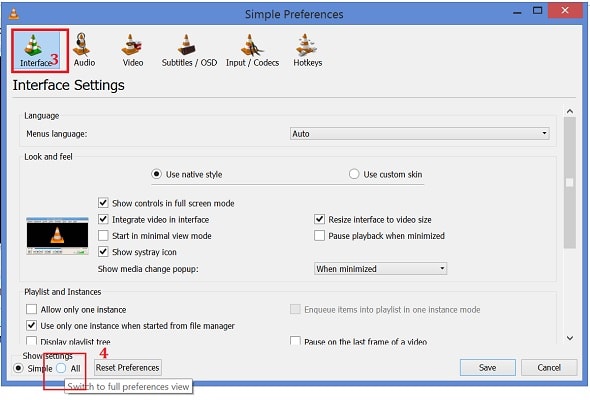 Simple Preferences
Interface 3 Audio Video Subtitles / OSD Input / Codecs Hotkeys
Interface Settings
Language
Menus language: Auto
Look and feel
Use native style Use custom skin
Show controls in full screen mode
Integrate video in interface Resize interface to video size
Start in minimal view mode Pause playback when minimized
Show systray icon
Show media change popup: When minimized
Playlist and Instances
Allow only one instance Enqueue items into playlist in one instance mode
Use only one instance when started from file manager
Display playlist tree Pause on the last frame of a video
Show settings 4
Simple All Reset Preferences Save Cancel
Switch to full preferences view